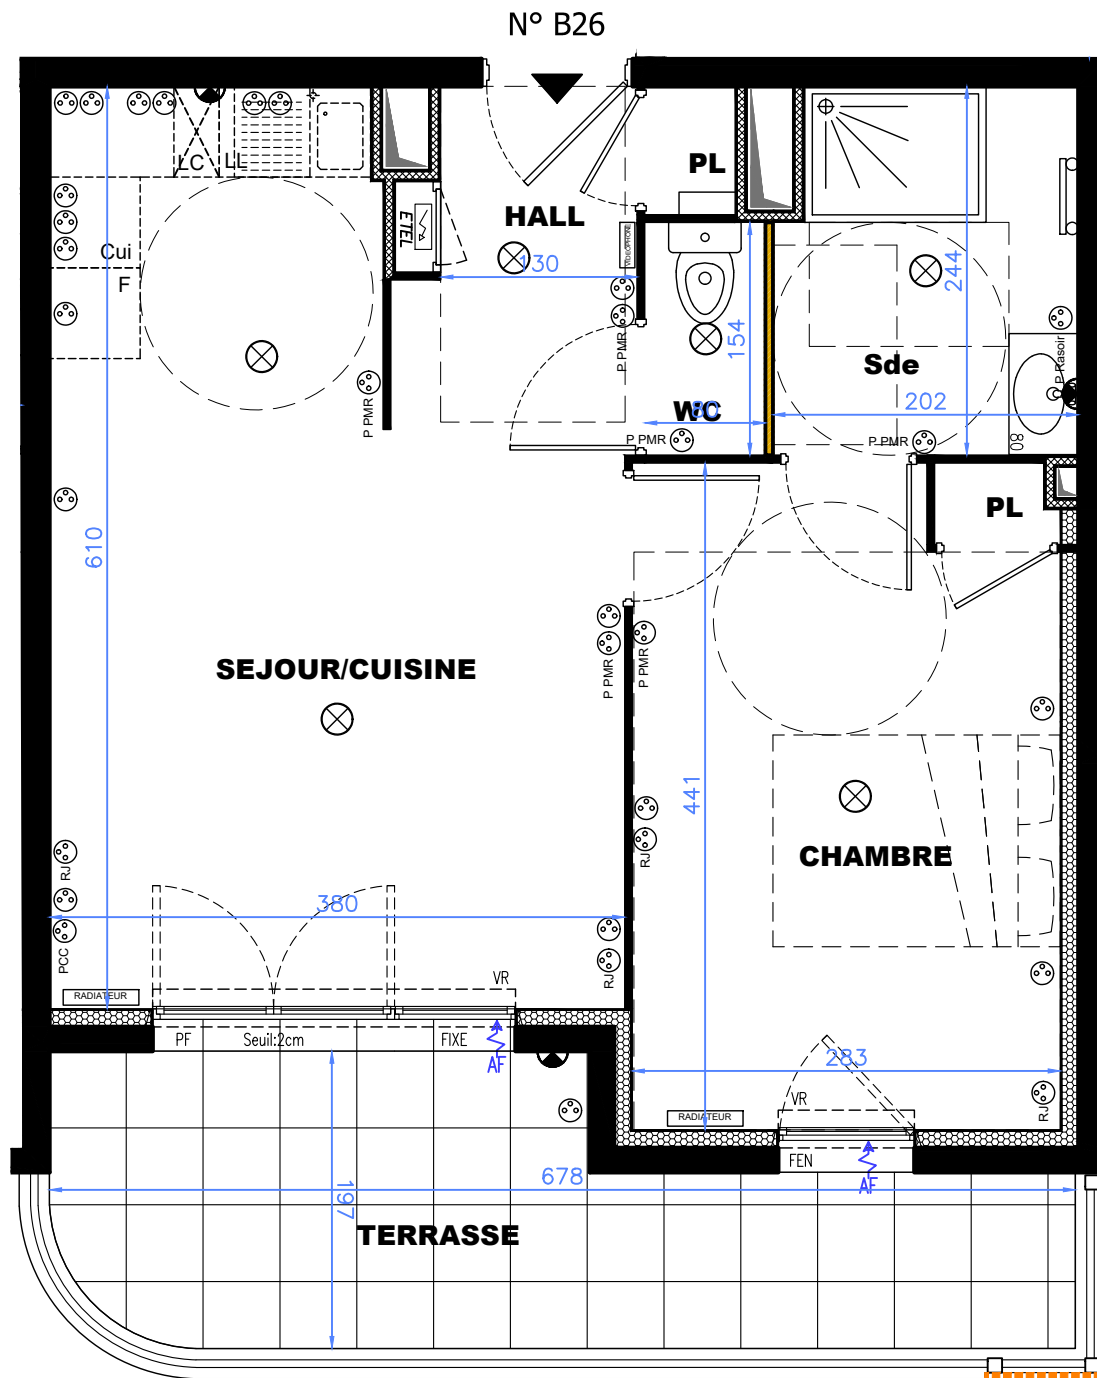 N° B26
LC
LL
PL
HALL
ETEL
VIDEOPHONE
Cui
F
130
244
154
P PMR
P PMR
Sde
P Rasoir
WC
80
202
P PMR
P PMR
80
610
PL
SEJOUR/CUISINE
P PMR
P PMR
441
CHAMBRE
RJ
RJ
380
PCC
RJ
VR
RADIATEUR
PF
Seuil:2cm
FIXE
AF
283
VR
RADIATEUR
RJ
FEN
AF
678
197
TERRASSE